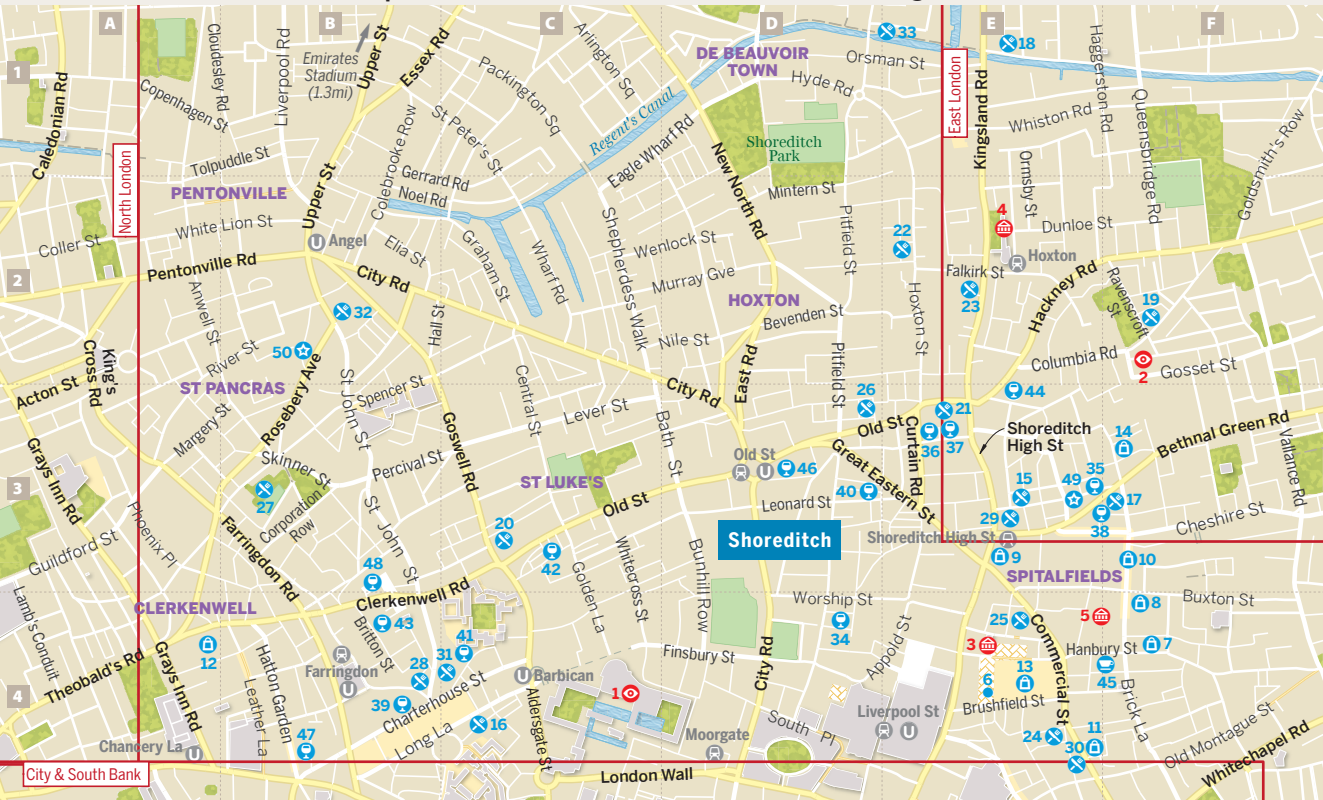 A
B
C
D
E
F
1
2
3
4
Caledonian Rd
Copenhagen St
Cloudesley Rd
Liverpool Rd
Emirates
Stadium
(1.3mi)
Upper St
Essex Rd
Packington Sq
Arlington Sq
DE BEAUVOIR
TOWN
33
Orsman St
Hyde Rd
18
East London
Kingsland Rd
Haggerston Rd
Whiston Rd
Queensbridge Rd
Goldsmith's Row
Regent's Canal
Eagle Wharf Rd
New North Rd
Shoreditch
Park
Mintern St
Tolpuddle St
PENTONVILLE
North London
White Lion St
Upper St
Colebrooke Row
St Peter's St
Gerrard Rd
Noel Rd
Angel
Elia St
Graham St
Wharf Rd
Shepherdess Walk
Wenlock St
Murray Gve
Pitfield St
22
4
Ormsby St
Dunloe St
Hoxton
Falkirk St
23
Hackney Rd
Ravenscroft
St
19
Coller St
Pentonville Rd
City Rd
Hall St
Anwell St
32
River St
50
Rosebery Ave
ST PANCRAS
HOXTON
Bevenden St
Nile St
East Rd
Hoxton St
Columbia Rd
2
Gosset St
King's
Cross Rd
Acton St
Margery St
St John St
Spencer St
Central St
Lever St
City Rd
Pitfield St
26
44
Goswell Rd
Bath St
Old St
Curtain Rd
21
36
37
Shoreditch
High St
14
Bethnal Green Rd
Vallance Rd
Grays Inn Rd
Skinner St
Percival St
27
Corporation
Row
ST LUKE'S
Old St
Old St
46
Great Eastern St
40
Leonard St
15
49
35
17
38
29
Cheshire St
Phoenix Pl
Guildford St
Farringdon Rd
St John St
20
42
Whitecross St
Golden La
Bunhill Row
Shoreditch
Shoreditch High St
9
10
SPITALFIELDS
Lamb's Conduit
CLERKENWELL
48
Clerkenwell Rd
43
Britton St
41
31
28
39
Worship St
34
Appold St
25
5
8
Buxton St
Commercial St
3
Hanbury St
7
45
Theobald's Rd
12
Grays Inn Rd
Hatton Garden
Leather La
Farringdon
Charterhouse St
16
Long La
Barbican
Aldersgate St
1
Finsbury St
City Rd
Moorgate
South Pl
Liverpool St
6
13
Brushfield St
Brick La
24
11
30
Old Montague St
Whitechapel Rd
Chancery La
47
London Wall
City & South Bank